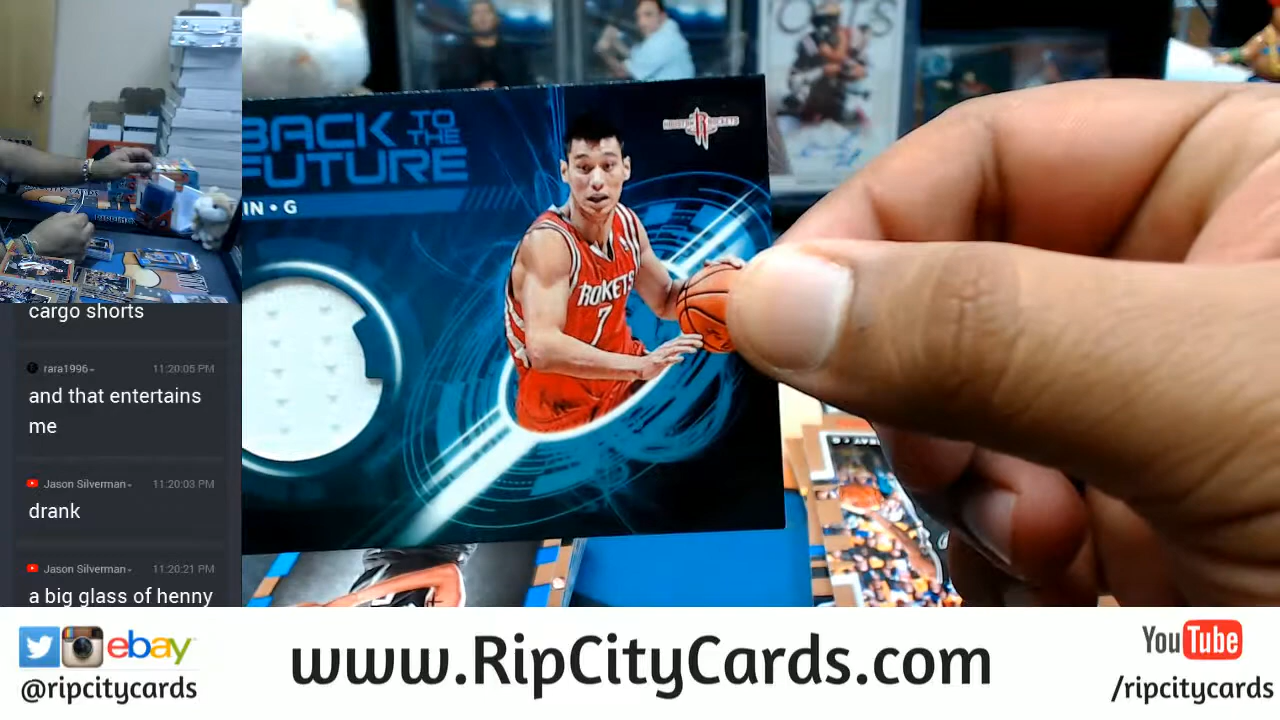 BACK TO THE
FUTURE
IN • G
ROCKETS
7
cargo shorts
rara1996
11:20:05 PM
and that entertains
me
Jason Silverman
11:20:03 PM
drank
Jason Silverman
11:20:21 PM
a big glass of henny
ebay
@ripcitycards
www.RipCityCards.com
YouTube
/ripcitycards